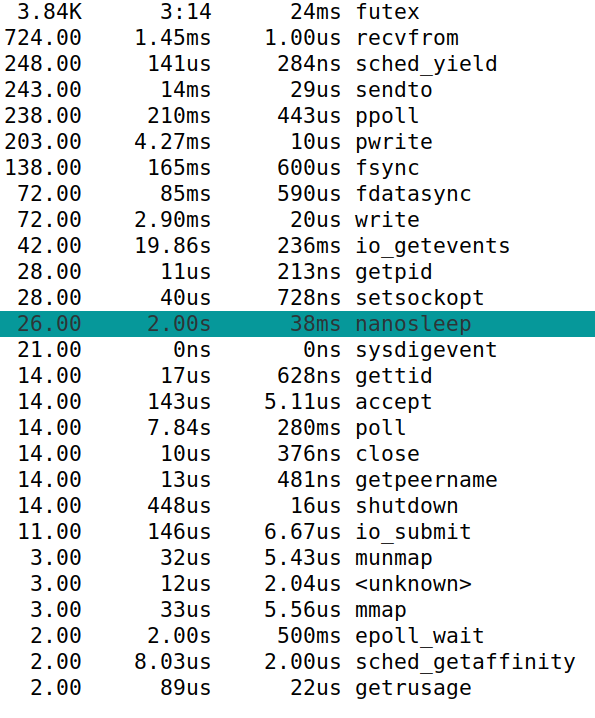 3.84K 3:14 24ms futex
724.00 1.45ms 1.00us recvfrom
248.00 141us 284ns sched_yield
243.00 14ms 29us sendto
238.00 210ms 443us ppoll
203.00 4.27ms 10us pwrite
138.00 165ms 600us fsync
72.00 85ms 590us fdatasync
72.00 2.90ms 20us write
42.00 19.86s 236ms io_getevents
28.00 11us 213ns getpid
28.00 40us 728ns setsockopt
26.00 2.00s 38ms nanosleep
21.00 0ns 0ns sysdigevent
14.00 17us 628ns gettid
14.00 143us 5.11us accept
14.00 7.84s 280ms poll
14.00 10us 376ns close
14.00 13us 481ns getpeername
14.00 448us 16us shutdown
11.00 146us 6.67us io_submit
3.00 32us 5.43us munmap
3.00 12us 2.04us <unknown>
3.00 33us 5.56us mmap
2.00 2.00s 500ms epoll_wait
2.00 8.03us 2.00us sched_getaffinity
2.00 89us 22us getrusage